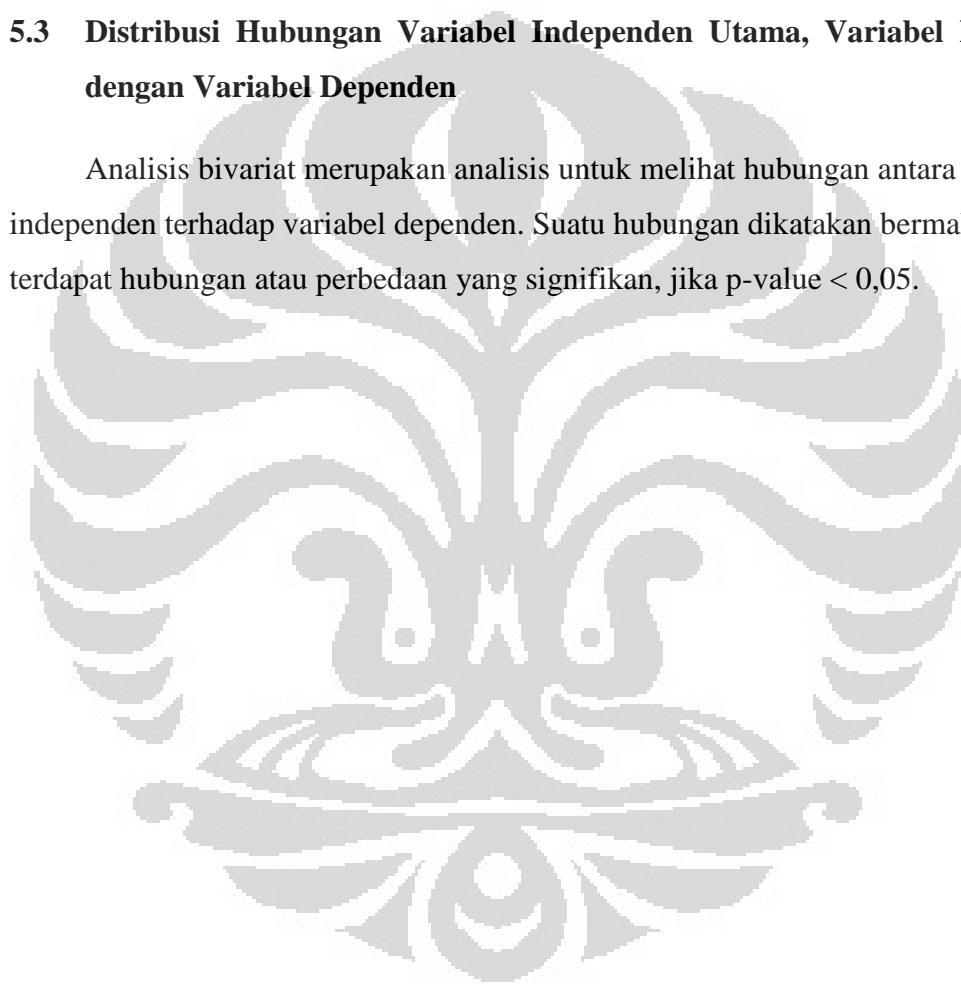 5.3 Distribusi Hubungan Variabel Independen Utama, Variabel
dengan Variabel Dependen
Analisis bivariat merupakan analisis untuk melihat hubungan antara
independen terhadap variabel dependen. Suatu hubungan dikatakan
terdapat hubungan atau perbedaan yang signifikan, jika p-value < 0,05.